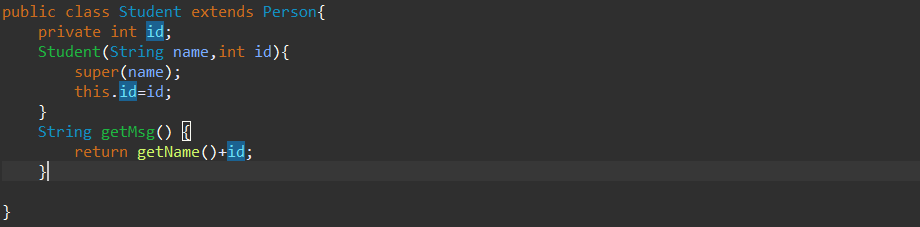 public class Student extends Person{
    private int id;
    Student(String name,int id){
        super(name);
        this.id=id;
    }
    String getMsg() {
        return getName()+id;
    }
}